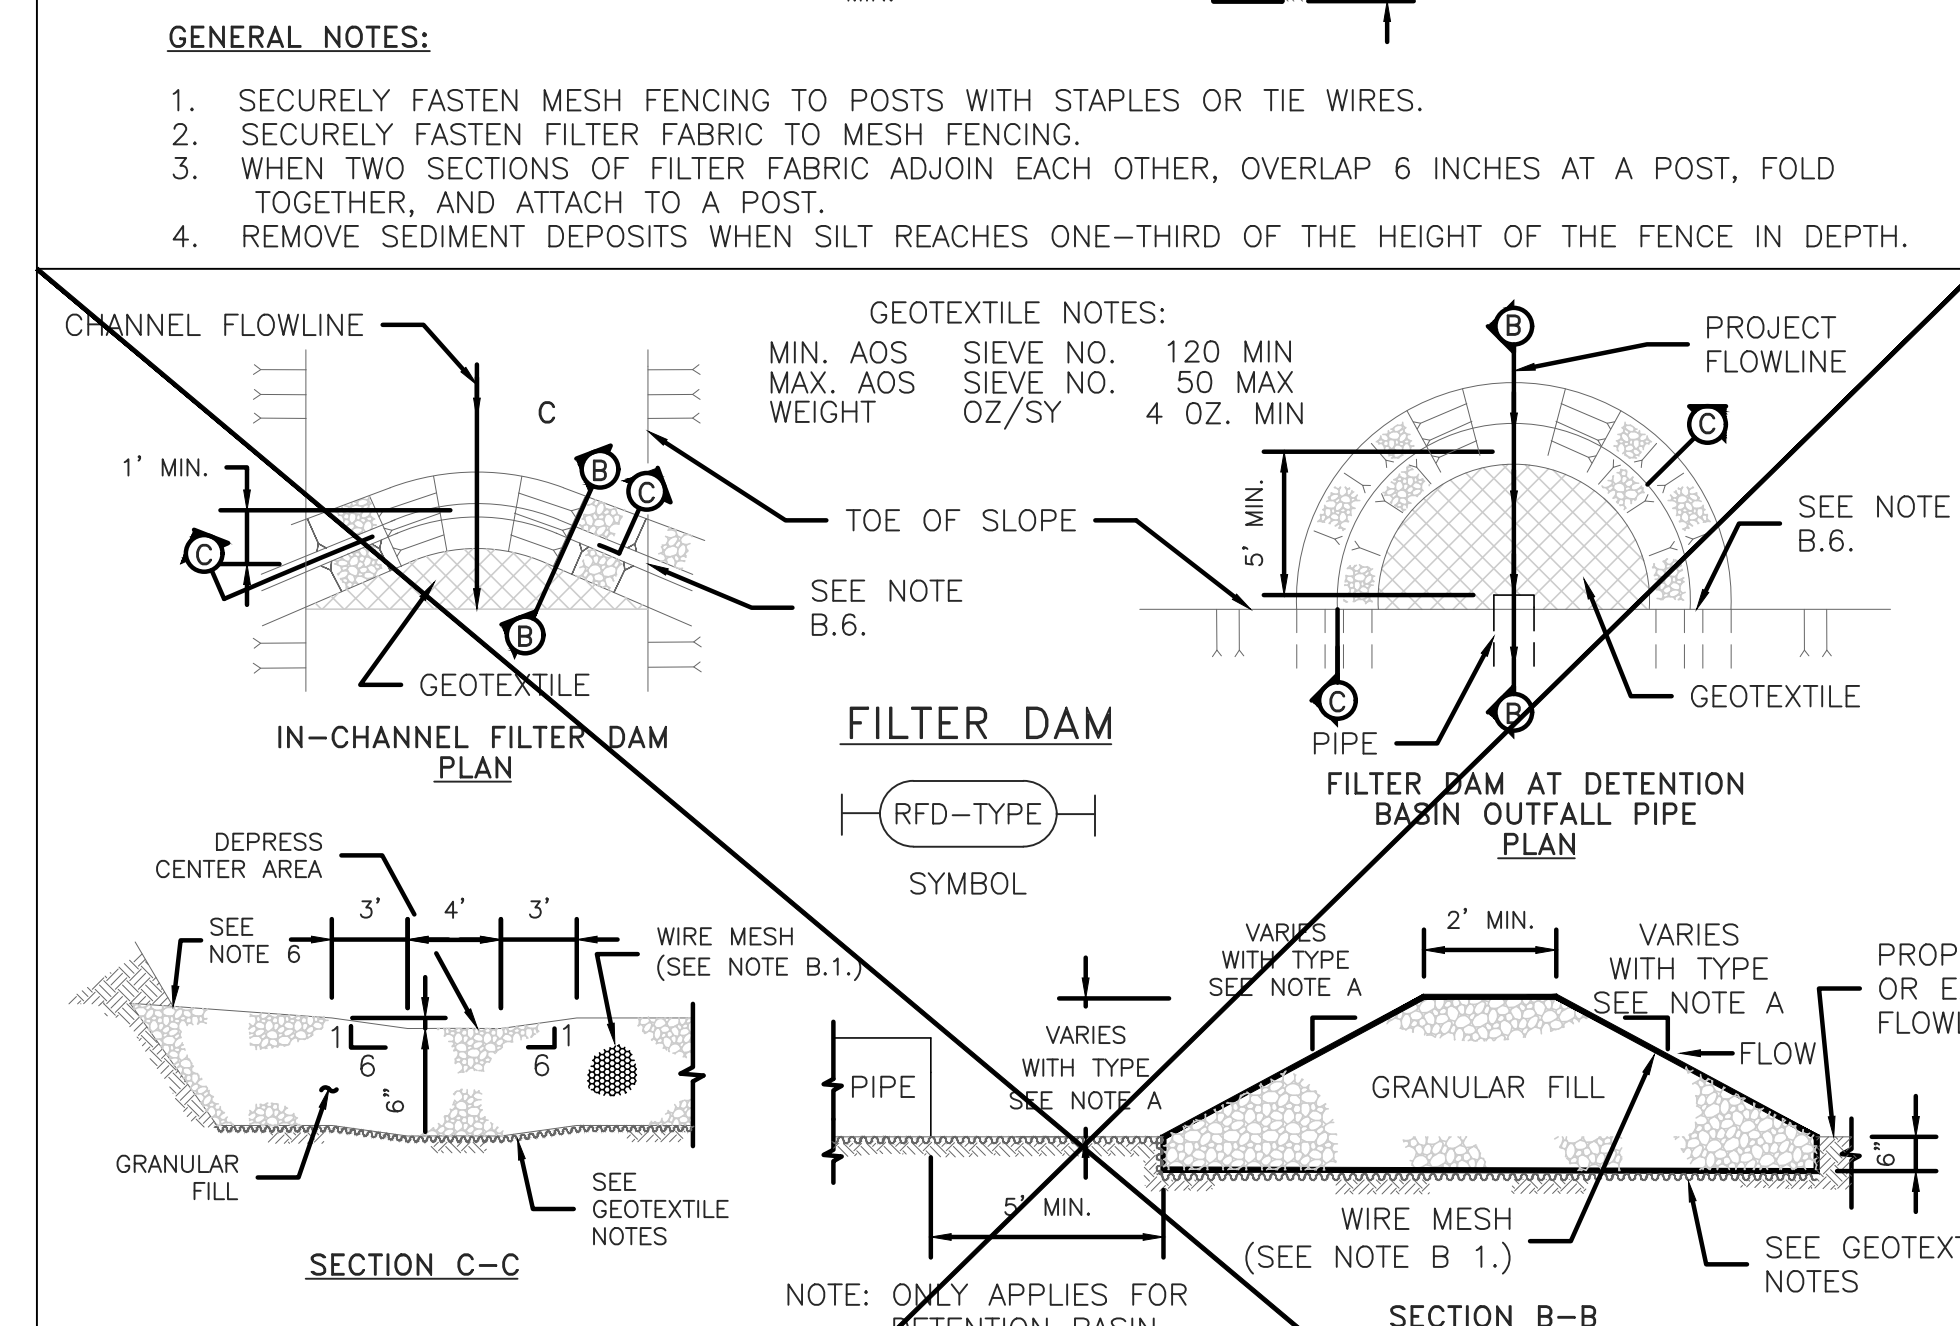 GENERAL NOTES:
1. SECURELY FASTEN MESH FENCING TO POSTS WITH STAPLES OR TIE WIRES.
2. SECURELY FASTEN FILTER FABRIC TO MESH FENCING.
3. WHEN TWO SECTIONS OF FILTER FABRIC ADJOIN EACH OTHER, OVERLAP 6 INCHES AT A POST, FOLD
TOGETHER, AND ATTACH TO A POST.
4. REMOVE SEDIMENT DEPOSITS WHEN SILT REACHES ONE-THIRD OF THE HEIGHT OF THE FENCE IN DEPTH.
CHANNEL FLOWLINE
C
1' MIN.
B
C
C
B
GEOTEXTILE
IN-CHANNEL FILTER DAM
PLAN
GEOTEXTILE NOTES:
MIN. AOS SIEVE NO. 120 MIN
MAX. AOS SIEVE NO. 50 MAX
WEIGHT OZ/SY 4 OZ. MIN
TOE OF SLOPE
SEE NOTE
B.6.
B
PROJECT
FLOWLINE
C
5' MIN.
SEE NOTE
B.6.
C
B
GEOTEXTILE
PIPE
FILTER DAM AT DETENTION
BASIN OUTFALL PIPE
PLAN
FILTER DAM
RFD-TYPE
SYMBOL
DEPRESS
CENTER AREA
3' 4' 3'
SEE
NOTE 6
WIRE MESH
(SEE NOTE B.1.)
1
6
6"
1
6
GRANULAR
FILL
SEE
GEOTEXTILE
NOTES
SECTION C-C
PIPE
VARIES
WITH TYPE
SEE NOTE A
5' MIN.
NOTE: ONLY APPLIES FOR
DETENTION BASIN
VARIES
WITH TYPE
SEE NOTE A
2' MIN.
VARIES
WITH TYPE
SEE NOTE A
FLOW
GRANULAR FILL
6"
WIRE MESH
(SEE NOTE B 1.)
SEE
NOTES
SECTION B-B